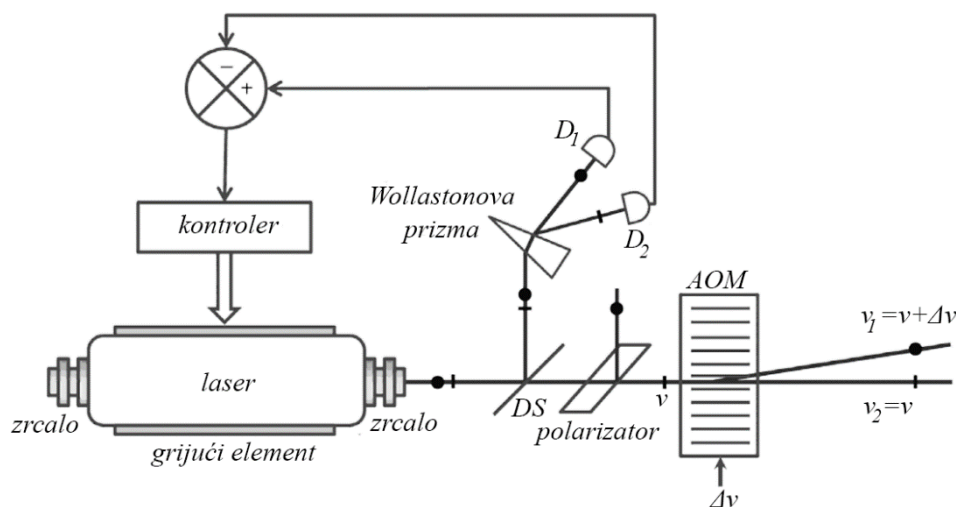 −
+
D1
Wollastonova
prizma
D2
kontroler
AOM
ν1=ν+Δν
laser
zrcalo
zrcalo
DS
ν
ν2=ν
polarizator
grijući element
Δν